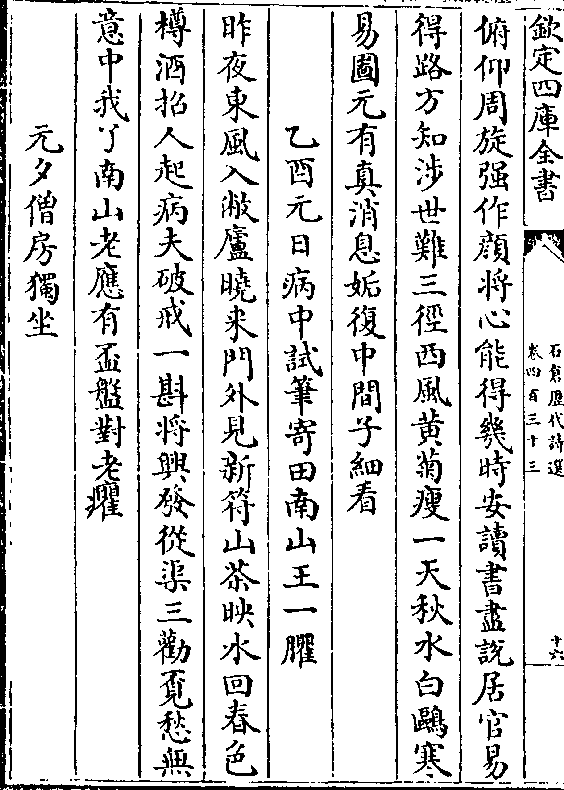 欽定四庫全書
石倉歷代詩選
卷四百三十三
十六
俯仰周旋强作顔将心能得幾時安讀書盡說居官易
得路方知涉世難三徑西風黄菊瘦一天秋水白鷗寒
易圖元有真消息姤復中間子細看
乙酉元日病中試筆寄田南山王一臞
昨夜東風入敝廬曉来門外見新符山茶映水回春色
樽酒招人起病夫破戒一斟将興發從渠三勸覔愁無
意中我丫南山老應有盃盤對老臞
元夕僧房獨坐